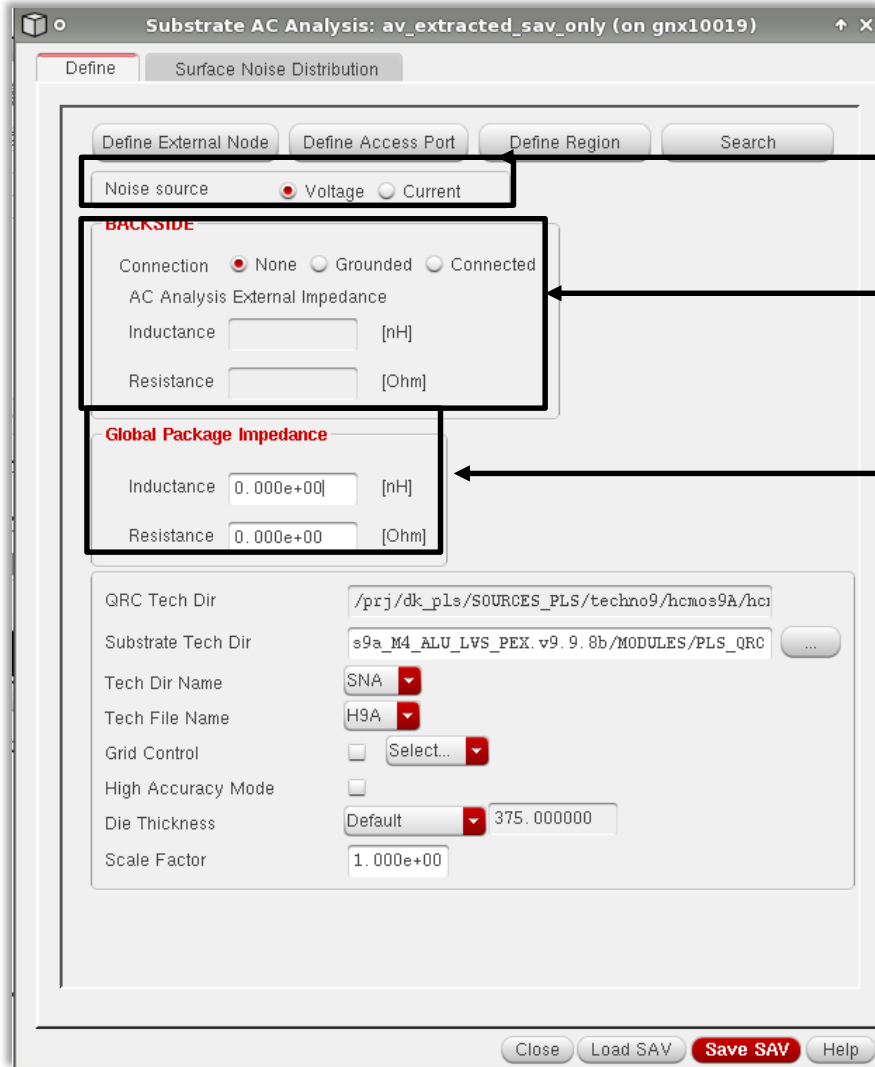 Substrate AC Analysis: av_extracted_sav_only (on gnx10019)
Define Surface Noise Distribution
Define External Node Define Access Port Define Region Search
Noise source Voltage Current
BACKSIDE
Connection None Grounded Connected
AC Analysis External Impedance
Inductance [nH]
Resistance [Ohm]
Global Package Impedance
Inductance 0.000e+00 [nH]
Resistance 0.000e+00 [Ohm]
QRC Tech Dir /prj/dk_pls/SOURCES_PLS/techno9/hcmos9A/
Substrate Tech Dir s9a_M4_ALU_LVS_PEX.v9.9.8b/MODULES/PLS_QRC ...
Tech Dir Name SNA
Tech File Name H9A
Grid Control Select...
High Accuracy Mode
Die Thickness Default 375.000000
Scale Factor 1.000e+00
Close Load SAV Save SAV Help